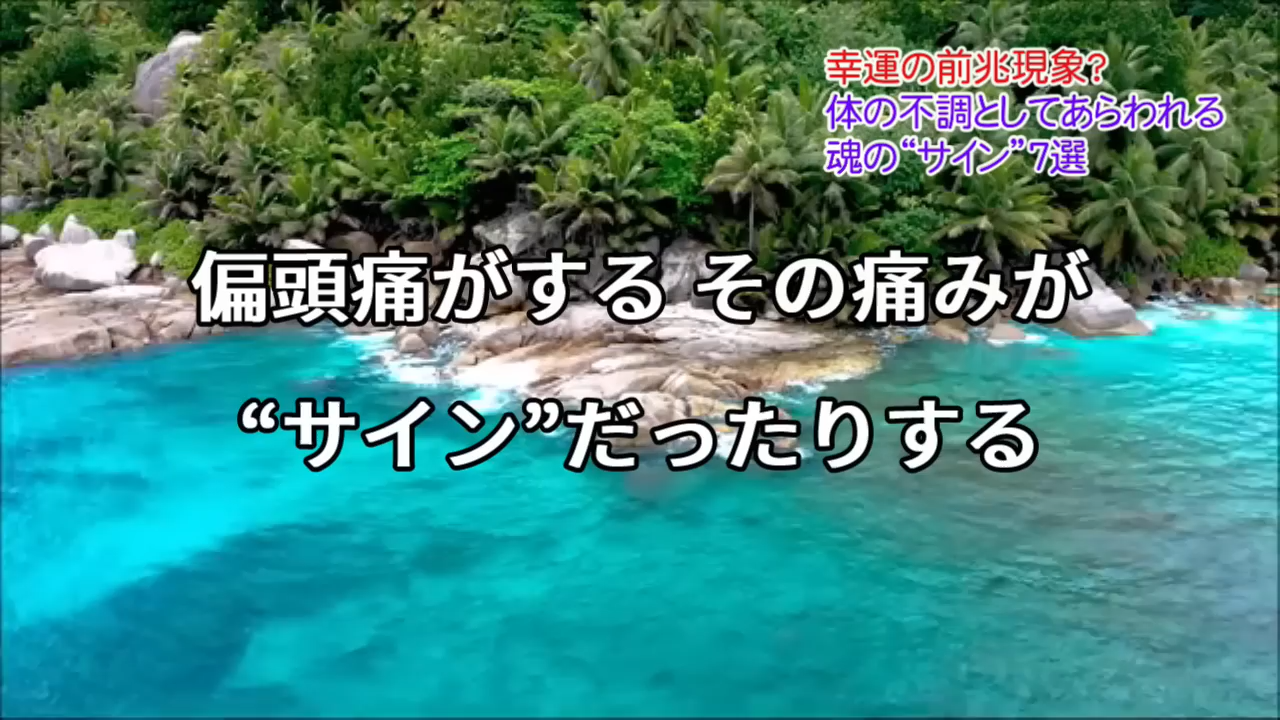 幸運の前兆現象?
体の不調としてあらわれる
魂の“サイン”7選
偏頭痛がする その痛みが
“サイン”だったりする